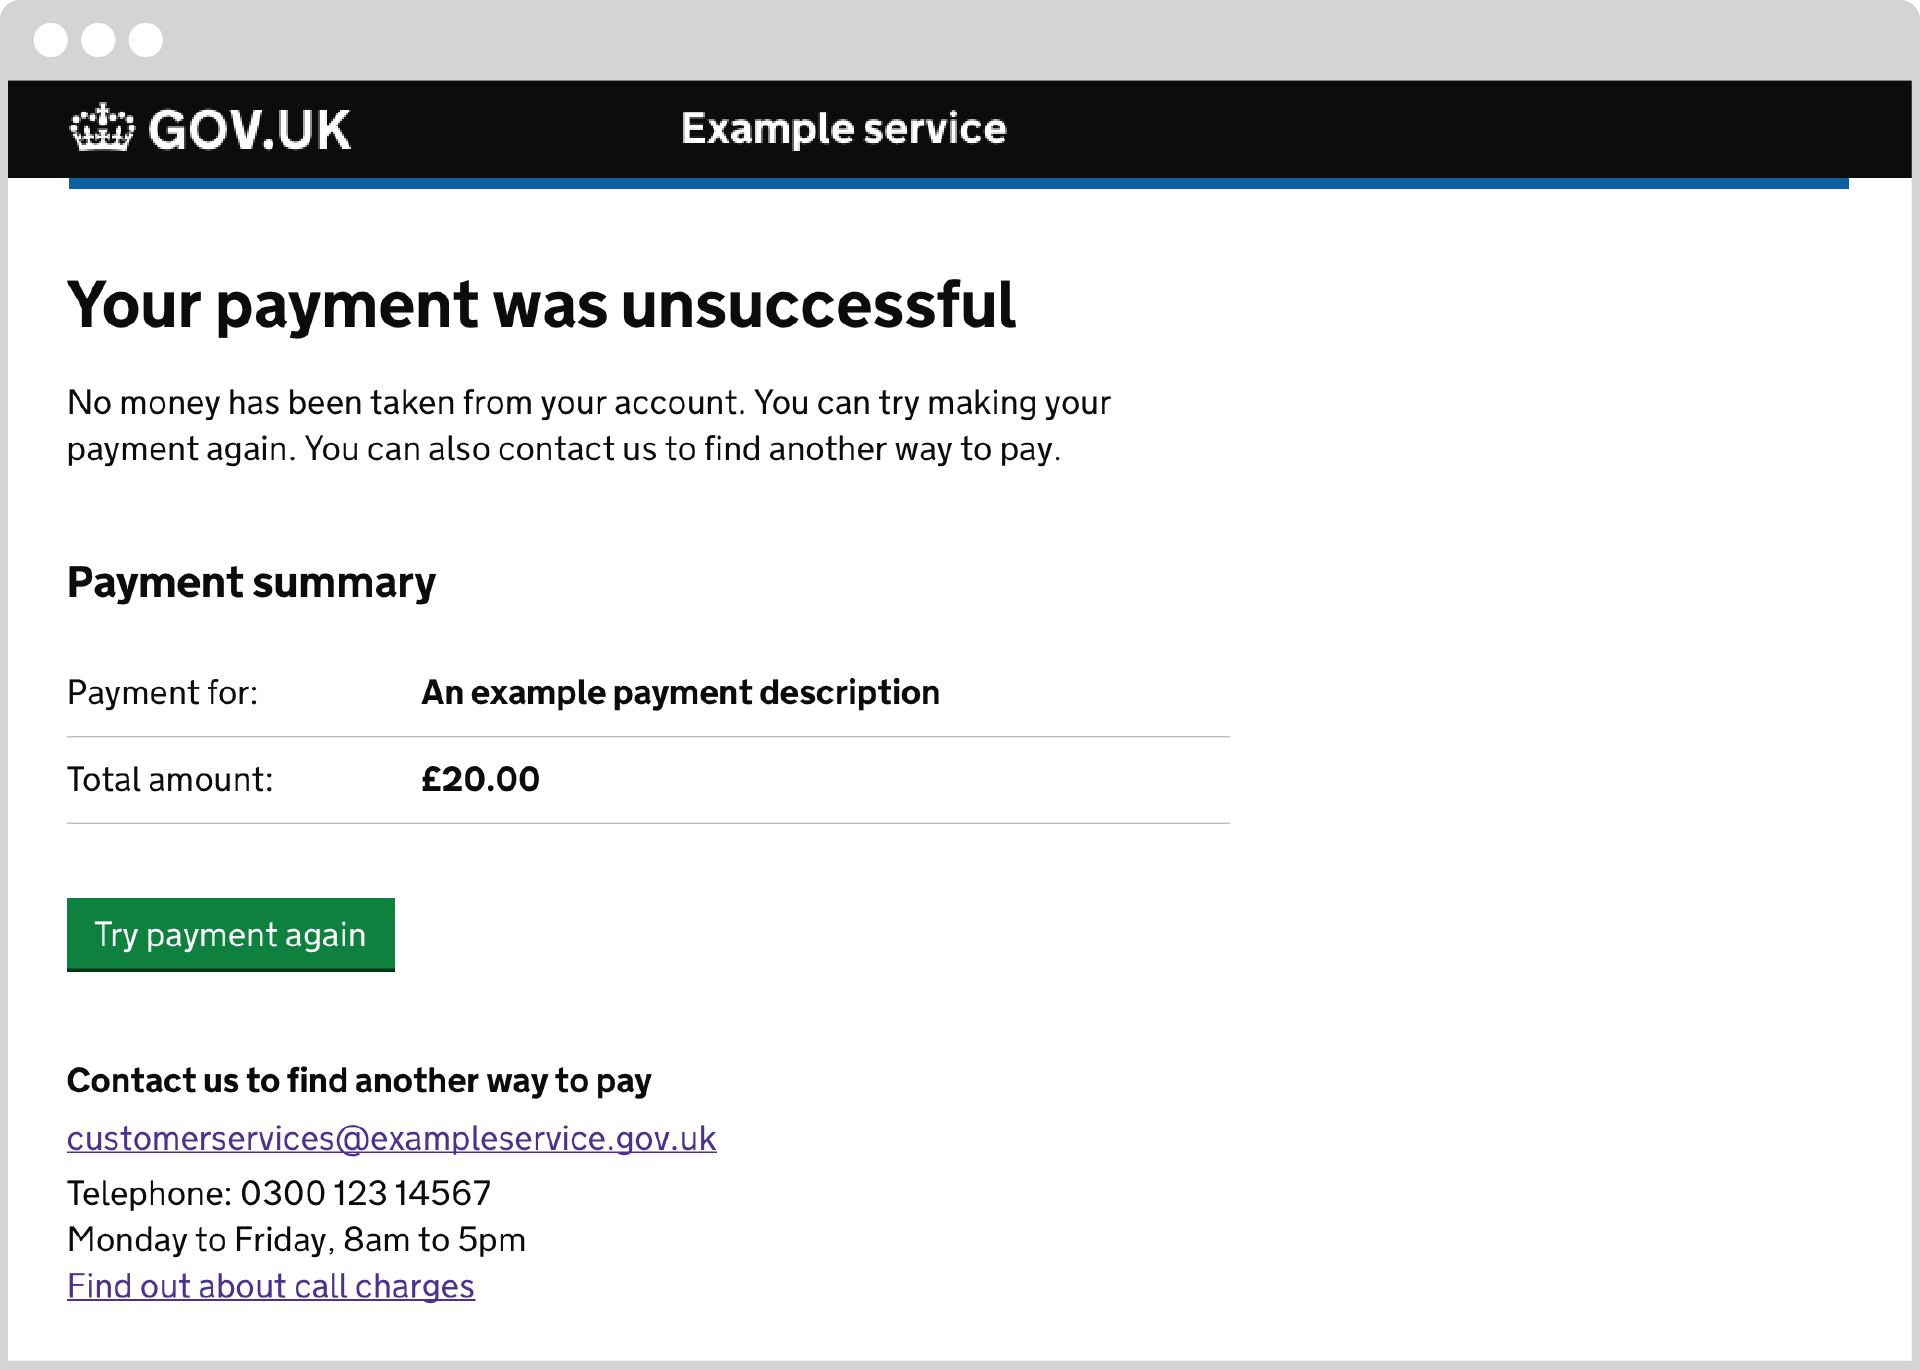 GOV.UK
Example service
Your payment was unsuccessful
No money has been taken from your account. You can try making your
payment again. You can also contact us to find another way to pay.
Payment summary
Payment for: An example payment description
Total amount: £20.00
Try payment again
Contact us to find another way to pay
customerservices@exampleservice.gov.uk
Telephone: 0300 123 14567
Monday to Friday, 8am to 5pm
Find out about call charges